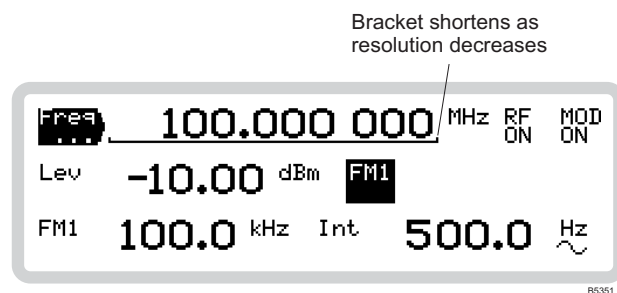 Bracket shortens as
resolution decreases
Freq 100.000 000 MHz RF ON MOD ON
...
Lev -10.00 dBm FM1
FM1 100.0 kHz Int 500.0 Hz
B5351